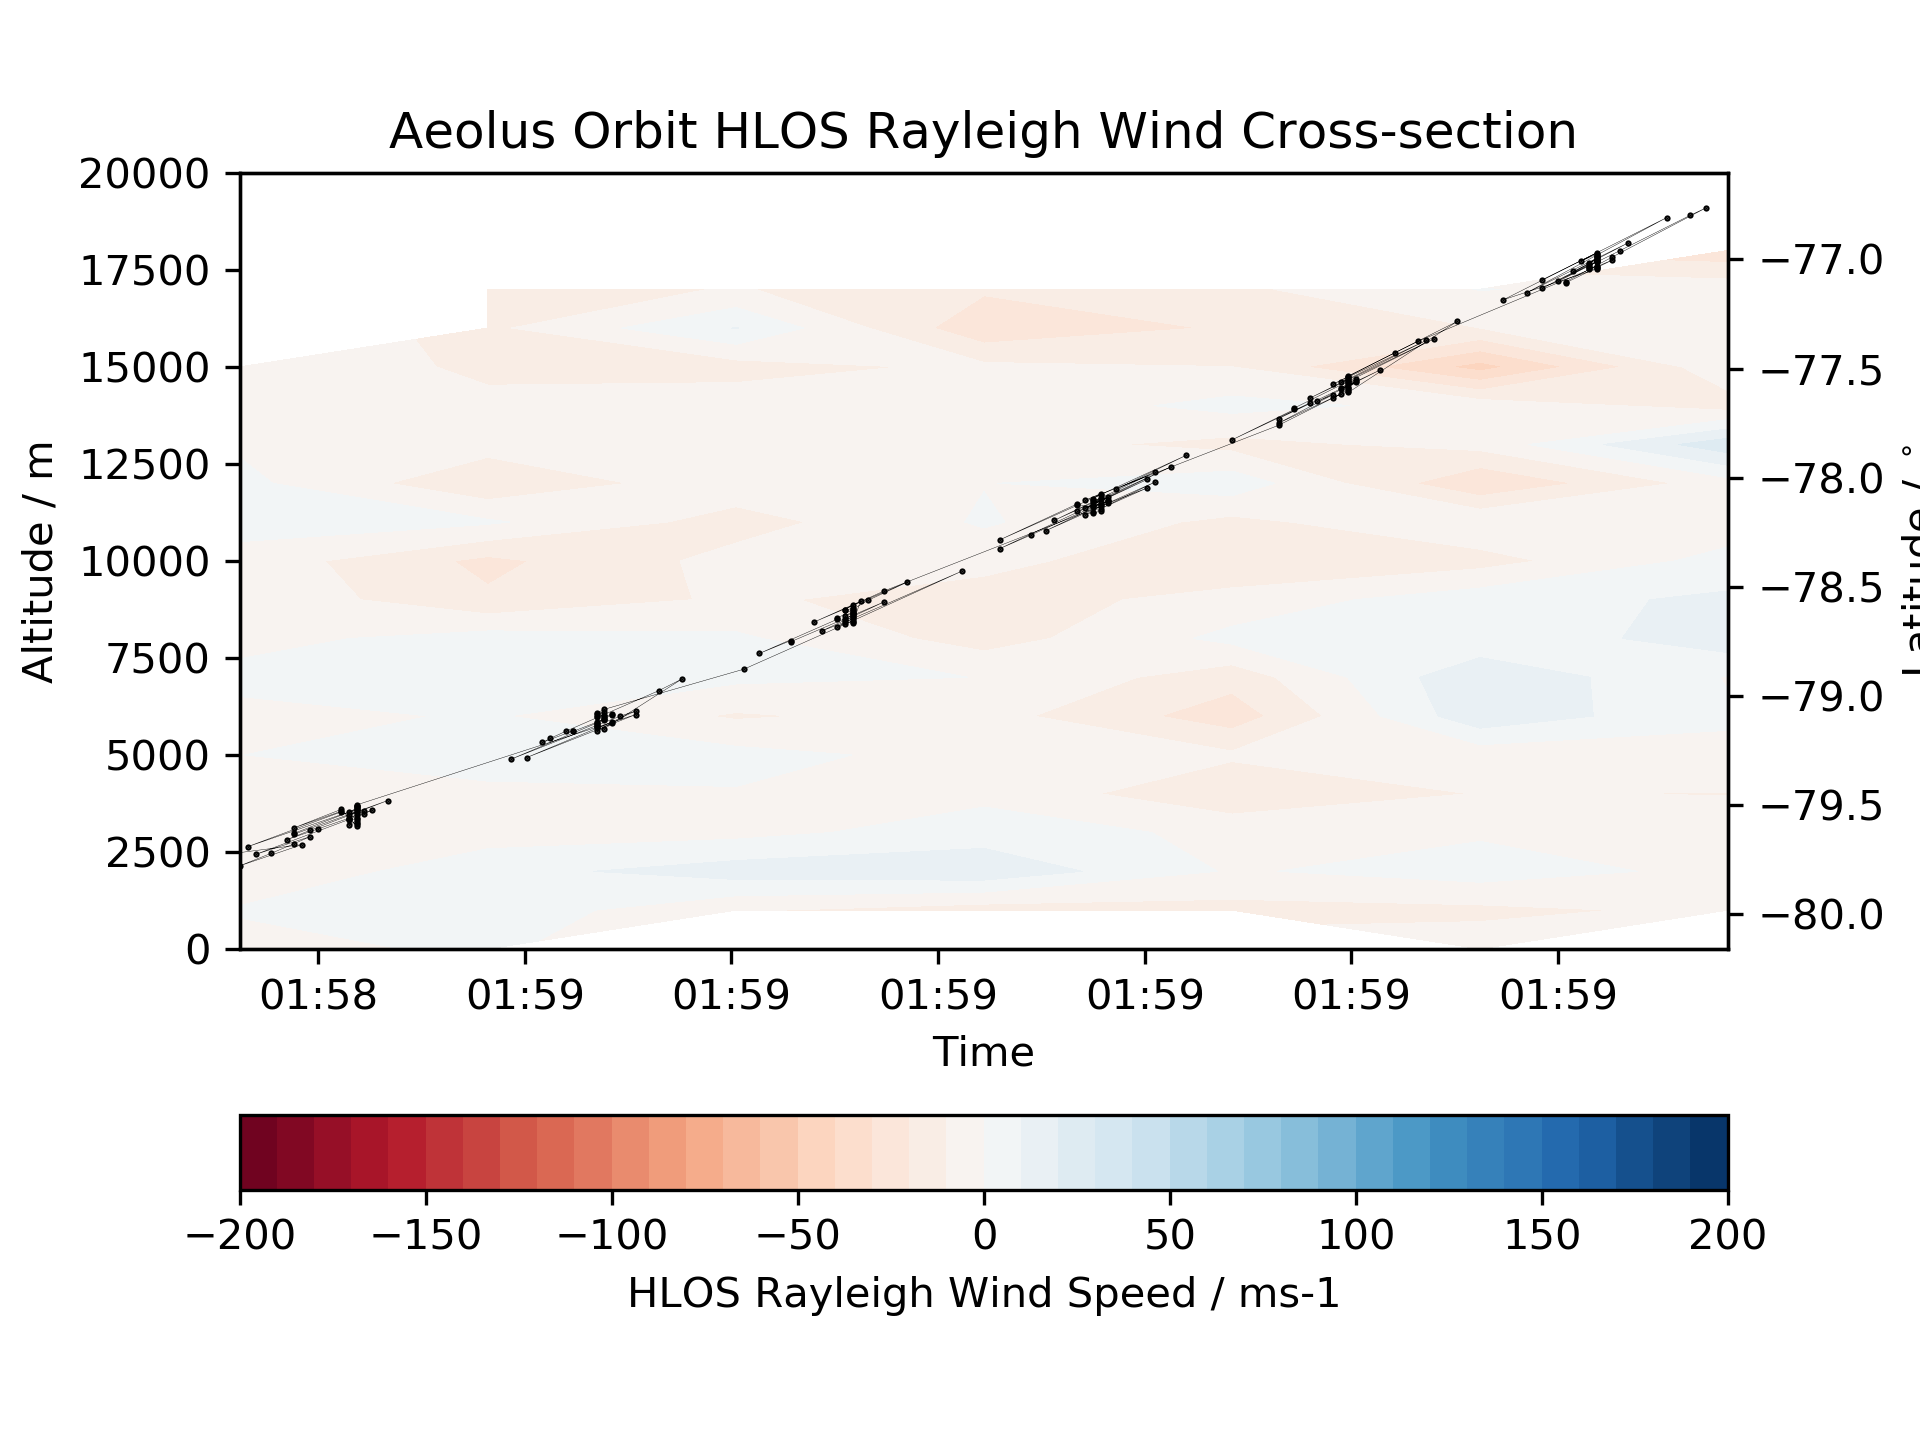 Aeolus Orbit HLOS Rayleigh Wind Cross-section
20000
17500
15000
12500
10000
7500
5000
2500
0
Altitude / m
−77.0
−77.5
−78.0
−78.5
−79.0
−79.5
−80.0
Latitude / °
01:58 01:59 01:59 01:59 01:59 01:59 01:59
Time
−200 −150 −100 −50 0 50 100 150 200
HLOS Rayleigh Wind Speed / ms-1